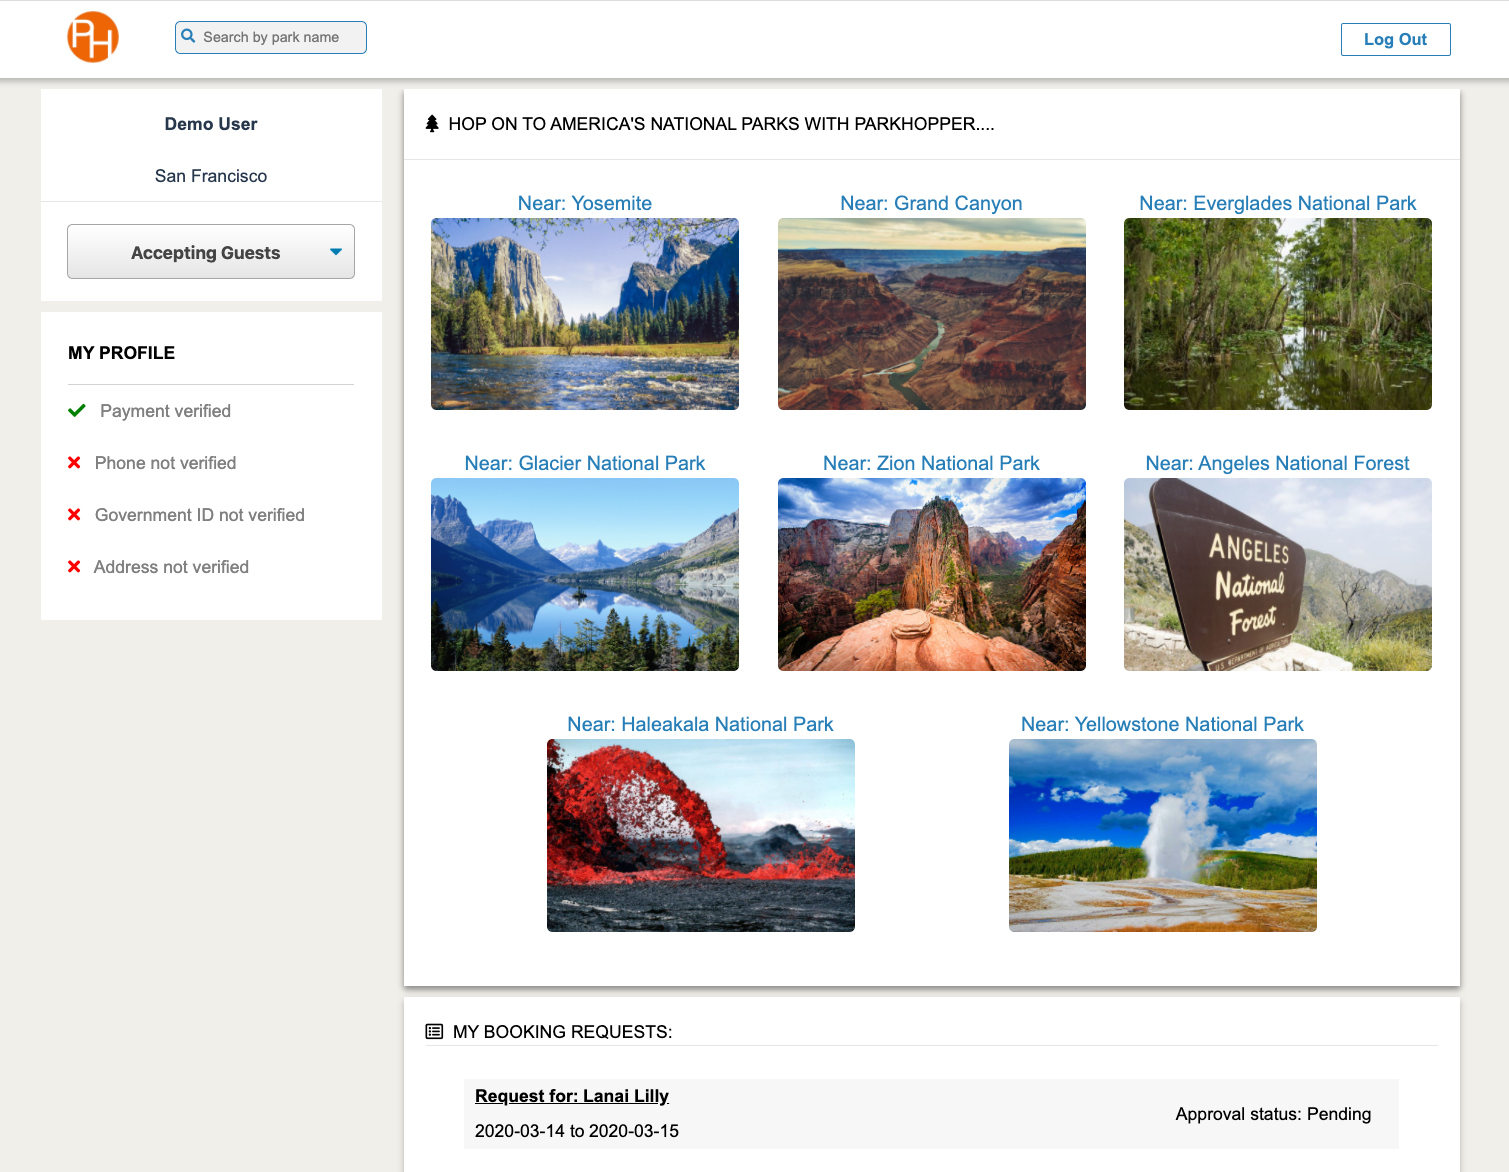 PH
Search by park name
Log Out
Demo User
San Francisco
Accepting Guests
MY PROFILE
Payment verified
Phone not verified
Government ID not verified
Address not verified
HOP ON TO AMERICA'S NATIONAL PARKS WITH PARKHOPPER....
Near: Yosemite
Near: Grand Canyon
Near: Everglades National Park
Near: Glacier National Park
Near: Zion National Park
Near: Angeles National Forest
ANGELES
National
Forest
U.S. DEPARTMENT OF AGRIC
Near: Haleakala National Park
Near: Yellowstone National Park
MY BOOKING REQUESTS:
Request for: Lanai Lilly
2020-03-14 to 2020-03-15
Approval status: Pending